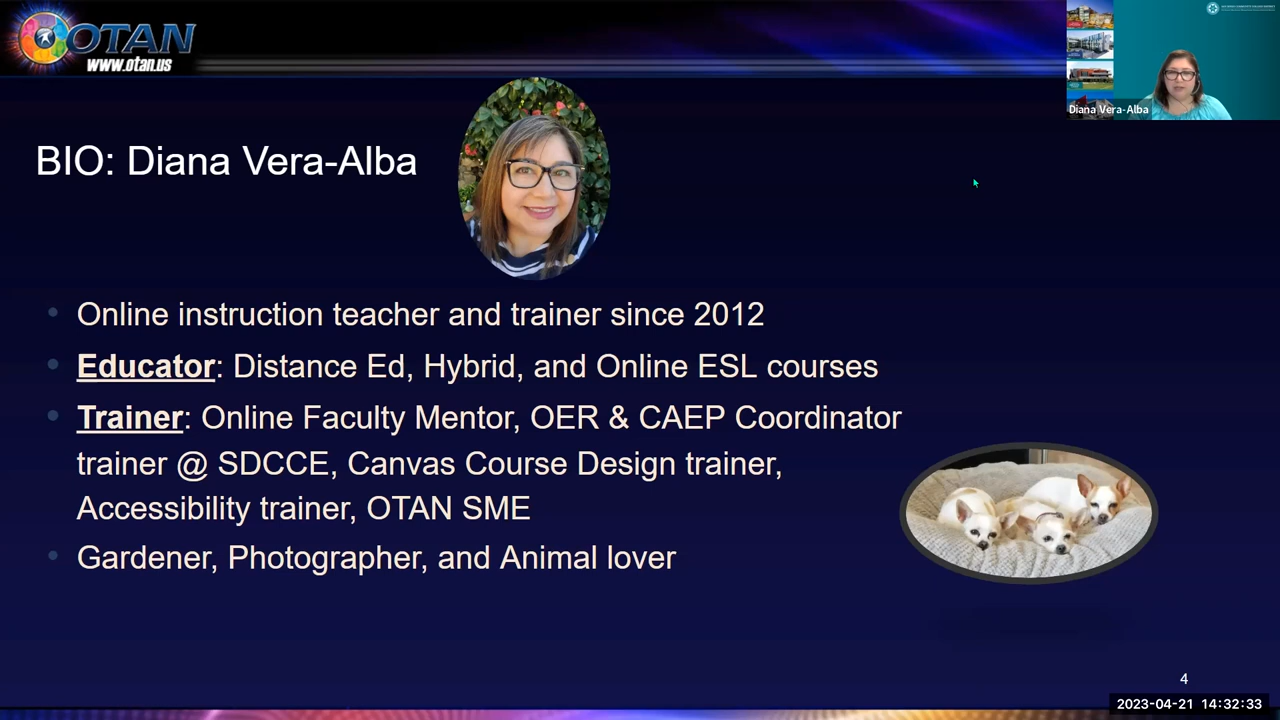 OTAN
www.otan.us
Diana Vera-Alba
BIO: Diana Vera-Alba
Online instruction teacher and trainer since 2012
Educator: Distance Ed, Hybrid, and Online ESL courses
Trainer: Online Faculty Mentor, OER & CAEP Coordinator
trainer @ SDCCE, Canvas Course Design trainer,
Accessibility trainer, OTAN SME
Gardener, Photographer, and Animal lover
4
2023-04-21 14:32:33